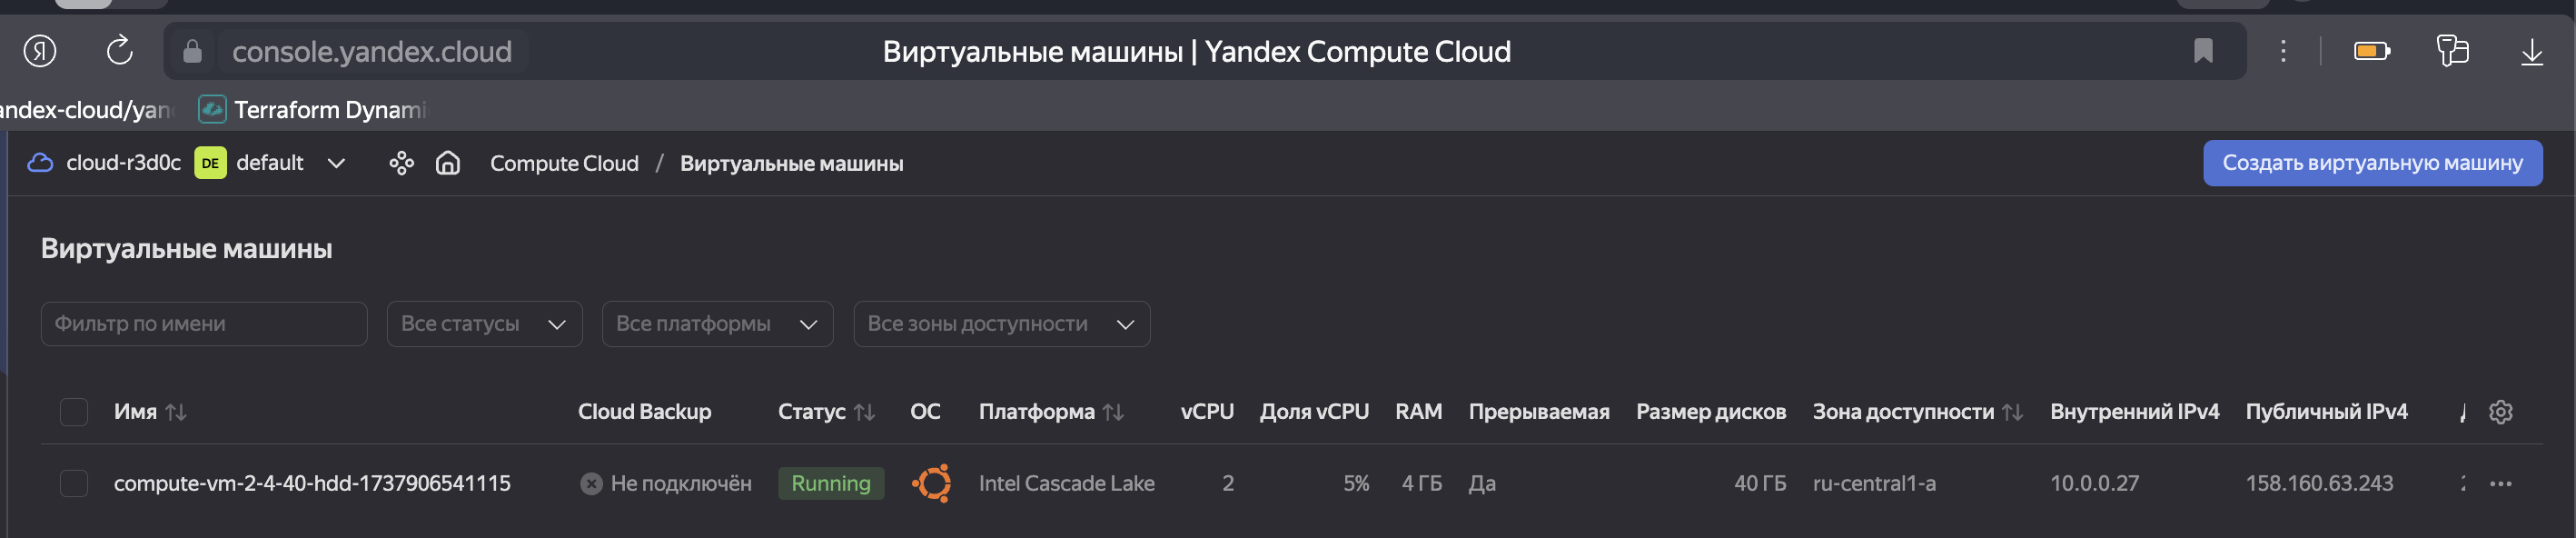 console.yandex.cloud Виртуальные машины | Yandex Compute Cloud
andex-cloud/yan Terraform Dynami
cloud-r3d0c DE default Compute Cloud / Виртуальные машины Создать виртуальную машину
Виртуальные машины
Фильтр по имени Все статусы Все платформы Все зоны доступности
Имя Cloud Backup Статус ОС Платформа vCPU Доля vCPU RAM Прерываемая Размер дисков Зона доступности Внутренний IPv4 Публичный IPv4
compute-vm-2-4-40-hdd-1737906541115 Не подключён Running Intel Cascade Lake 2 5% 4 ГБ Да 40 ГБ ru-central1-a 10.0.0.27 158.160.63.243